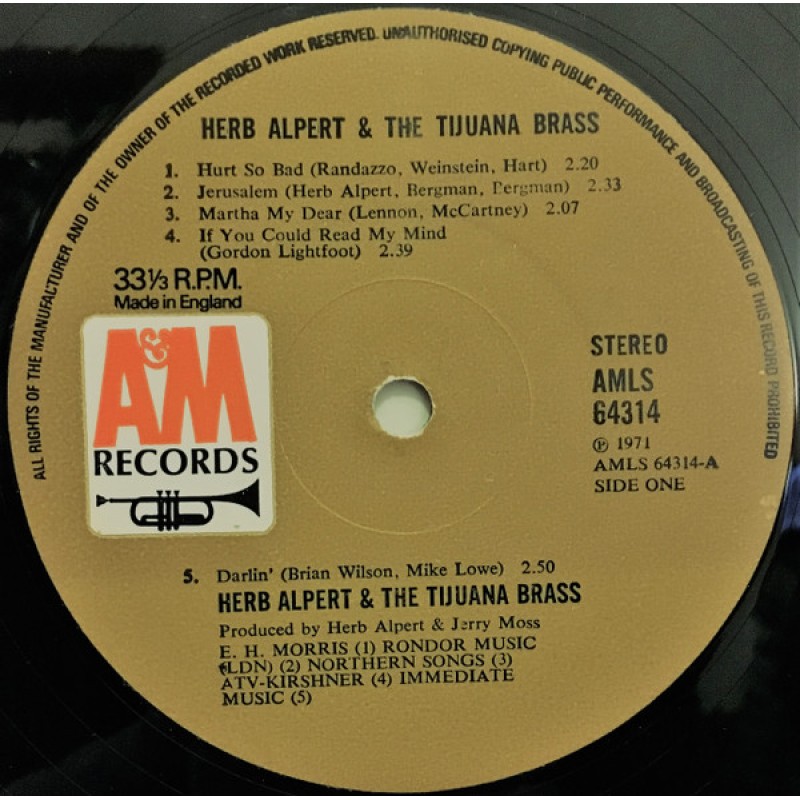 ALL RIGHTS OF THE MANUFACTURER AND OF THE OWNER OF THE RECORDED WORK RESERVED. UNAUTHORISED COPYING PUBLIC PERFORMANCE AND BROADCASTING OF THIS RECORD PROHIBITED
HERB ALPERT & THE TIJUANA BRASS
1. Hurt So Bad (Randazzo, Weinstein, Hart) 2.20
2. Jerusalem (Herb Alpert, Bergman, Bergman) 2.33
3. Martha My Dear (Lennon, McCartney) 2.07
4. If You Could Read My Mind
(Gordon Lightfoot) 2.39
33⅓ R.P.M.
Made in England
A&M
RECORDS
STEREO
AMLS
64314
℗ 1971
AMLS 64314-A
SIDE ONE
5. Darlin' (Brian Wilson, Mike Lowe) 2.50
HERB ALPERT & THE TIJUANA BRASS
Produced by Herb Alpert & Jerry Moss
E. H. MORRIS (1) RONDOR MUSIC
(LDN) (2) NORTHERN SONGS (3)
ATV-KIRSHNER (4) IMMEDIATE
MUSIC (5)